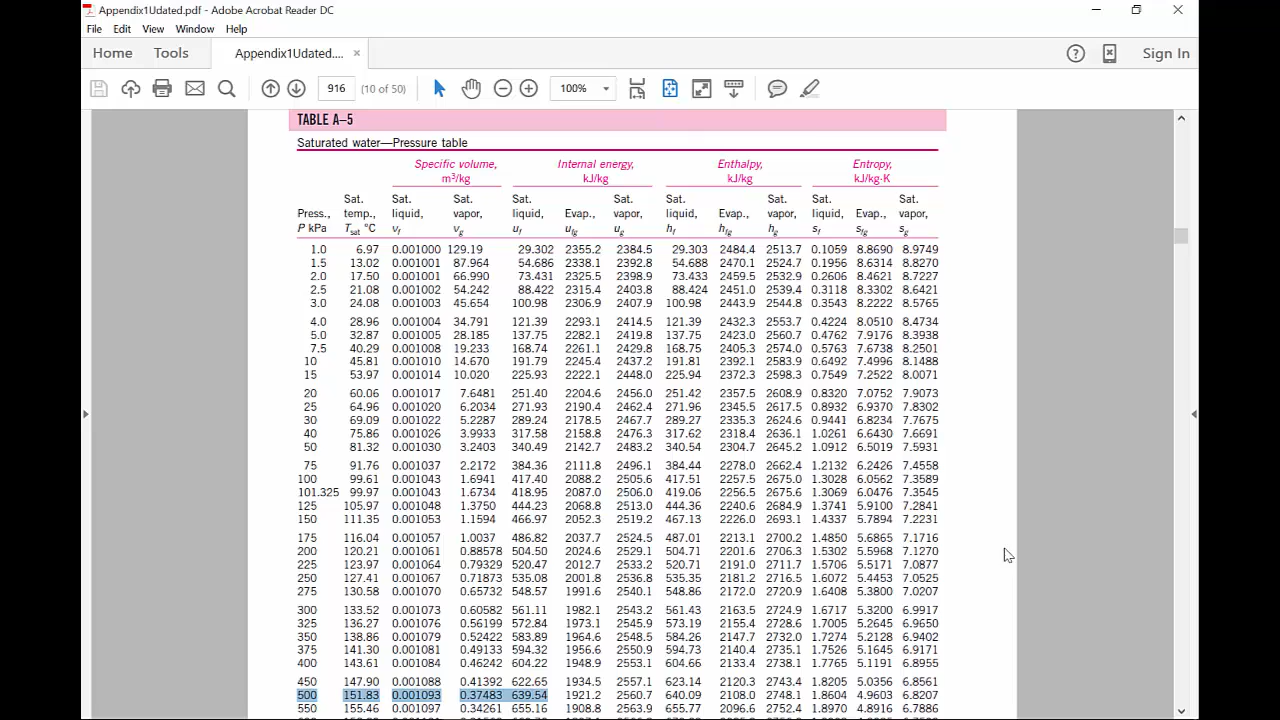 Appendix1Udated.pdf - Adobe Acrobat Reader DC
File Edit View Window Help
Home Tools Appendix1Udated.... × Sign In
916 (10 of 50) 100%
TABLE A–5
Saturated water—Pressure table
Specific volume, Internal energy, Enthalpy, Entropy,
m³/kg kJ/kg kJ/kg kJ/kg·K
Sat. Sat. Sat. Sat. Sat. Sat. Sat. Sat. Sat.
Press., temp., liquid, vapor, liquid, Evap., vapor, liquid, Evap., vapor, liquid, Evap., vapor,
P kPa Tsat °C vf vg uf ufg ug hf hfg hg sf sfg sg
1.0 6.97 0.001000 129.19 29.302 2355.2 2384.5 29.303 2484.4 2513.7 0.1059 8.8690 8.9749
1.5 13.02 0.001001 87.964 54.686 2338.1 2392.8 54.688 2470.1 2524.7 0.1956 8.6314 8.8270
2.0 17.50 0.001001 66.990 73.431 2325.5 2398.9 73.433 2459.5 2532.9 0.2606 8.4621 8.7227
2.5 21.08 0.001002 54.242 88.422 2315.4 2403.8 88.424 2451.0 2539.4 0.3118 8.3302 8.6421
3.0 24.08 0.001003 45.654 100.98 2306.9 2407.9 100.98 2443.9 2544.8 0.3543 8.2222 8.5765
4.0 28.96 0.001004 34.791 121.39 2293.1 2414.5 121.39 2432.3 2553.7 0.4224 8.0510 8.4734
5.0 32.87 0.001005 28.185 137.75 2282.1 2419.8 137.75 2423.0 2560.7 0.4762 7.9176 8.3938
7.5 40.29 0.001008 19.233 168.74 2261.1 2429.8 168.75 2405.3 2574.0 0.5763 7.6738 8.2501
10 45.81 0.001010 14.670 191.79 2245.4 2437.2 191.81 2392.1 2583.9 0.6492 7.4996 8.1488
15 53.97 0.001014 10.020 225.93 2222.1 2448.0 225.94 2372.3 2598.3 0.7549 7.2522 8.0071
20 60.06 0.001017 7.6481 251.40 2204.6 2456.0 251.42 2357.5 2608.9 0.8320 7.0752 7.9073
25 64.96 0.001020 6.2034 271.93 2190.4 2462.4 271.96 2345.5 2617.5 0.8932 6.9370 7.8302
30 69.09 0.001022 5.2287 289.24 2178.5 2467.7 289.27 2335.3 2624.6 0.9441 6.8234 7.7675
40 75.86 0.001026 3.9933 317.58 2158.8 2476.3 317.62 2318.4 2636.1 1.0261 6.6430 7.6691
50 81.32 0.001030 3.2403 340.49 2142.7 2483.2 340.54 2304.7 2645.2 1.0912 6.5019 7.5931
75 91.76 0.001037 2.2172 384.36 2111.8 2496.1 384.44 2278.0 2662.4 1.2132 6.2426 7.4558
100 99.61 0.001043 1.6941 417.40 2088.2 2505.6 417.51 2257.5 2675.0 1.3028 6.0562 7.3589
101.325 99.97 0.001043 1.6734 418.95 2087.0 2506.0 419.06 2256.5 2675.6 1.3069 6.0476 7.3545
125 105.97 0.001048 1.3750 444.23 2068.8 2513.0 444.36 2240.6 2684.9 1.3741 5.9100 7.2841
150 111.35 0.001053 1.1594 466.97 2052.3 2519.2 467.13 2226.0 2693.1 1.4337 5.7894 7.2231
175 116.04 0.001057 1.0037 486.82 2037.7 2524.5 487.01 2213.1 2700.2 1.4850 5.6865 7.1716
200 120.21 0.001061 0.88578 504.50 2024.6 2529.1 504.71 2201.6 2706.3 1.5302 5.5968 7.1270
225 123.97 0.001064 0.79329 520.47 2012.7 2533.2 520.71 2191.0 2711.7 1.5706 5.5171 7.0877
250 127.41 0.001067 0.71873 535.08 2001.8 2536.8 535.35 2181.2 2716.5 1.6072 5.4453 7.0525
275 130.58 0.001070 0.65732 548.57 1991.6 2540.1 548.86 2172.0 2720.9 1.6408 5.3800 7.0207
300 133.52 0.001073 0.60582 561.11 1982.1 2543.2 561.43 2163.5 2724.9 1.6717 5.3200 6.9917
325 136.27 0.001076 0.56199 572.84 1973.1 2545.9 573.19 2155.4 2728.6 1.7005 5.2645 6.9650
350 138.86 0.001079 0.52422 583.89 1964.6 2548.5 584.26 2147.7 2732.0 1.7274 5.2128 6.9402
375 141.30 0.001081 0.49133 594.32 1956.6 2550.9 594.73 2140.4 2735.1 1.7526 5.1645 6.9171
400 143.61 0.001084 0.46242 604.22 1948.9 2553.1 604.66 2133.4 2738.1 1.7765 5.1191 6.8955
450 147.90 0.001088 0.41392 622.65 1934.5 2557.1 623.14 2120.3 2743.4 1.8205 5.0356 6.8561
500 151.83 0.001093 0.37483 639.54 1921.2 2560.7 640.09 2108.0 2748.1 1.8604 4.9603 6.8207
550 155.46 0.001097 0.34261 655.16 1908.8 2563.9 655.77 2096.6 2752.4 1.8970 4.8916 6.7886